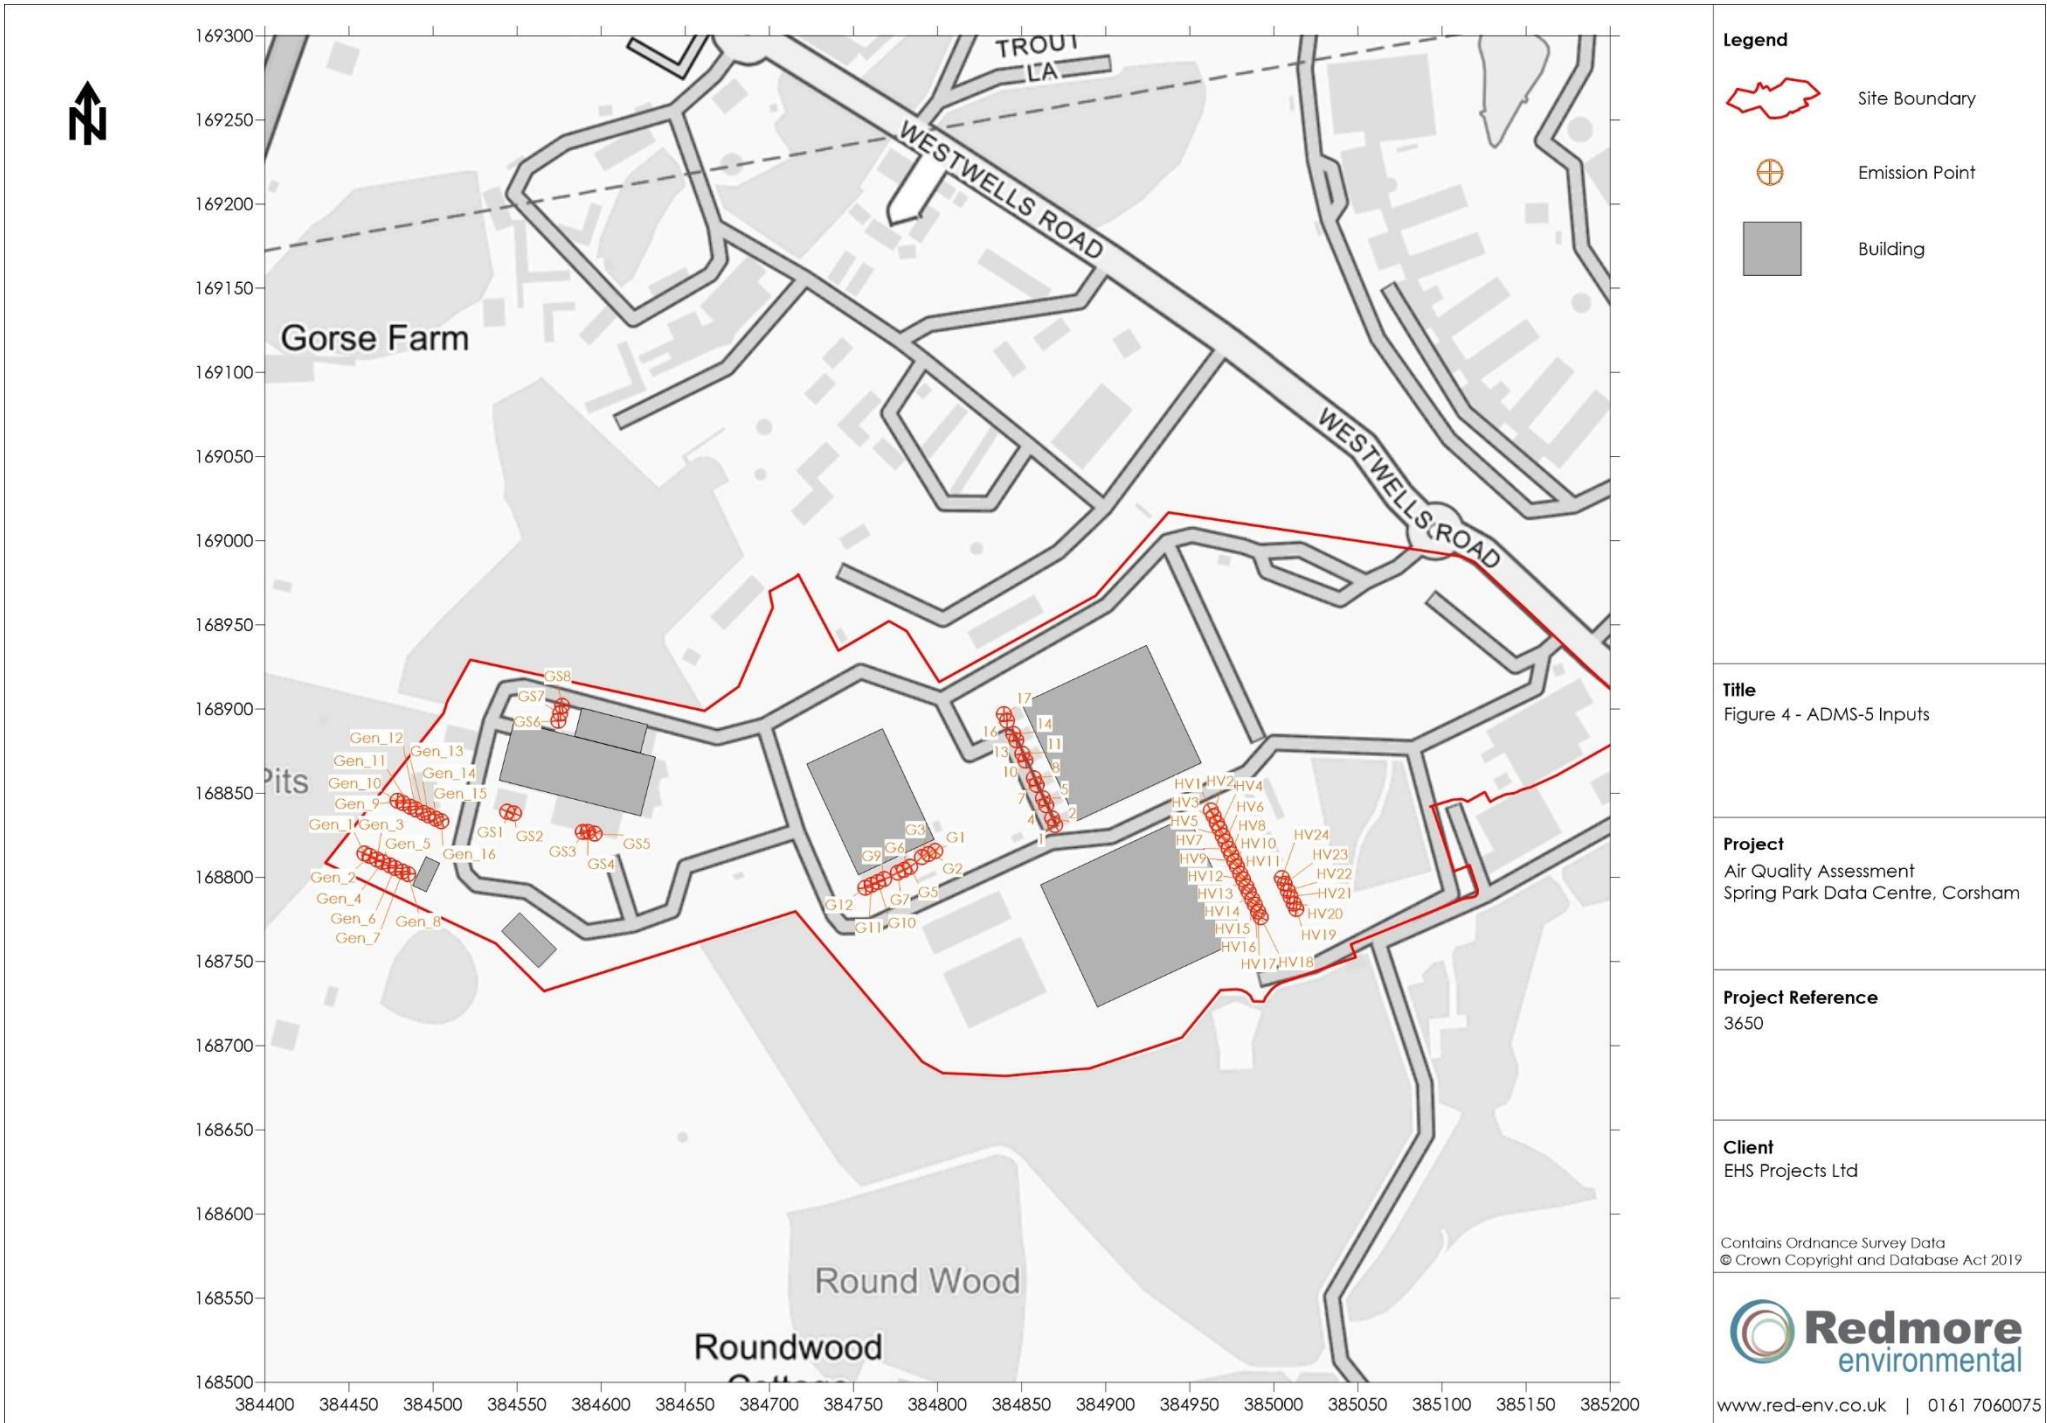 169300
169250
169200
169150
169100
169050
169000
168950
168900
168850
168800
168750
168700
168650
168600
168550
168500
384400 384450 384500 384550 384600 384650 384700 384750 384800 384850 384900 384950 385000 385050 385100 385150 385200
N
TROUT
LA
WESTWELLS ROAD
WESTWELLS ROAD
Gorse Farm
Pits
Round Wood
Roundwood
Cottage
GS8
GS7
GS6
GS1
GS2
GS3
GS4
GS5
Gen_12
Gen_13
Gen_11
Gen_14
Gen_10
Gen_15
Gen_9
Gen_1
Gen_3
Gen_5
Gen_16
Gen_2
Gen_4
Gen_6
Gen_8
Gen_7
G3
G1
G6
G9
G2
G5
G7
G12
G11
G10
17
14
16
11
13
8
10
5
7
2
4
1
HV1
HV2
HV4
HV3
HV6
HV5
HV8
HV7
HV10
HV9
HV11
HV12
HV13
HV14
HV15
HV16
HV17
HV18
HV24
HV23
HV22
HV21
HV20
HV19
Legend
Site Boundary
Emission Point
Building
Title
Figure 4 - ADMS-5 Inputs
Project
Air Quality Assessment
Spring Park Data Centre, Corsham
Project Reference
3650
Client
EHS Projects Ltd
Contains Ordnance Survey Data
© Crown Copyright and Database Act 2019
Redmore
environmental
www.red-env.co.uk | 0161 7060075